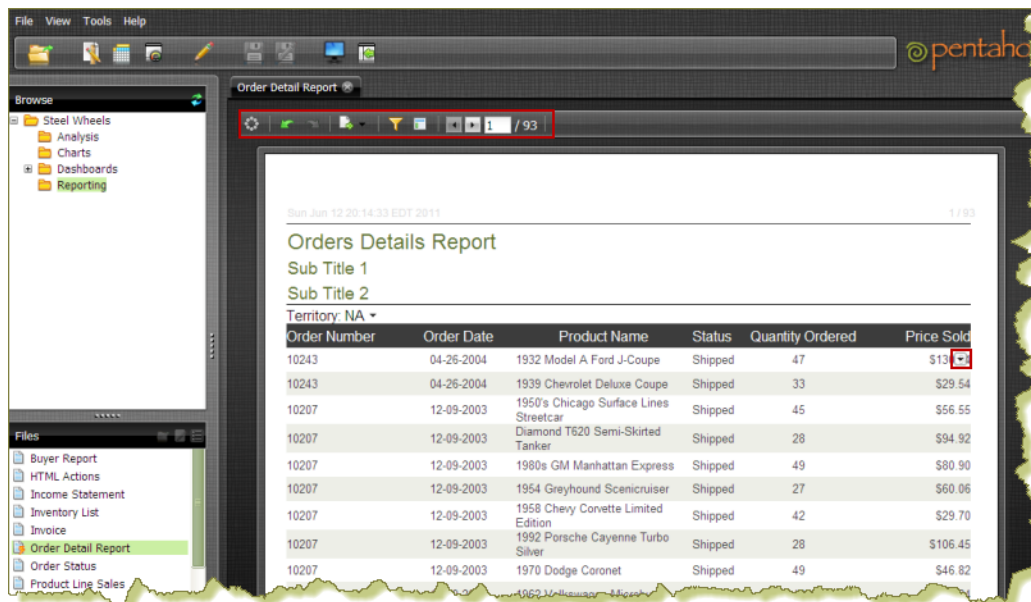 File View Tools Help
pentaho
Order Detail Report
Browse
Steel Wheels
Analysis
Charts
Dashboards
Reporting
1 / 93
Sun Jun 12 20:14:33 EDT 2011 1 / 93
Orders Details Report
Sub Title 1
Sub Title 2
Territory: NA
Order Number Order Date Product Name Status Quantity Ordered Price Sold
10243 04-26-2004 1932 Model A Ford J-Coupe Shipped 47
10243 04-26-2004 1939 Chevrolet Deluxe Coupe Shipped 33 $29.54
10207 12-09-2003 1950's Chicago Surface Lines Streetcar Shipped 45 $56.55
10207 12-09-2003 Diamond T620 Semi-Skirted Tanker Shipped 28 $94.92
10207 12-09-2003 1980s GM Manhattan Express Shipped 49 $80.90
10207 12-09-2003 1954 Greyhound Scenicruiser Shipped 27 $60.06
10207 12-09-2003 1958 Chevy Corvette Limited Edition Shipped 42 $29.70
10207 12-09-2003 1992 Porsche Cayenne Turbo Silver Shipped 28 $106.45
10207 12-09-2003 1970 Dodge Coronet Shipped 49 $46.82
Files
Buyer Report
HTML Actions
Income Statement
Inventory List
Invoice
Order Detail Report
Order Status
Product Line Sales